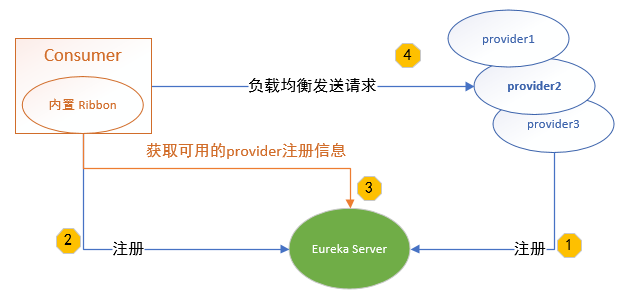 Consumer
内置 Ribbon
4
负载均衡发送请求
provider1
provider2
provider3
获取可用的provider注册信息
3
2
注册
Eureka Server
注册
1